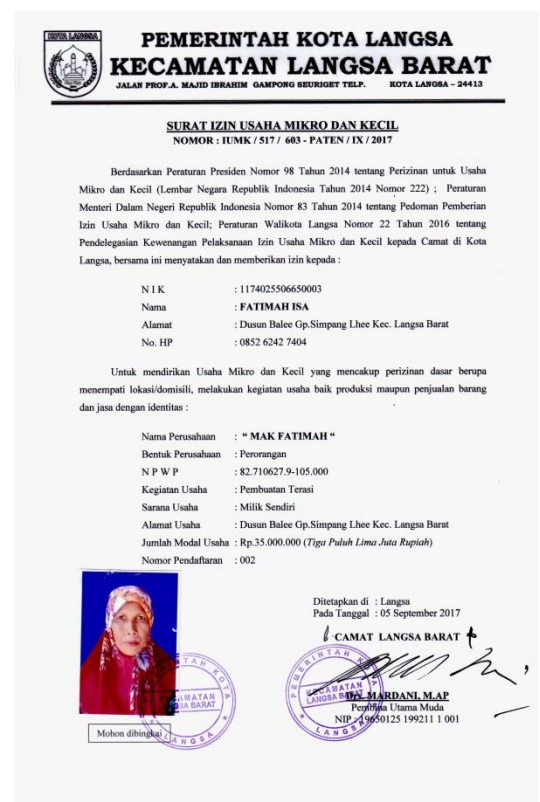 KOTA LANGSA
PEMERINTAH KOTA LANGSA
KECAMATAN LANGSA BARAT
JALAN PROF.A. MAJID IBRAHIM GAMPONG SEURIGET TELP. KOTA LANGSA – 24413
SURAT IZIN USAHA MIKRO DAN KECIL
NOMOR : IUMK / 517 / 603 - PATEN / IX / 2017
Berdasarkan Peraturan Presiden Nomor 98 Tahun 2014 tentang Perizinan untuk Usaha
Mikro dan Kecil (Lembar Negara Republik Indonesia Tahun 2014 Nomor 222) ; Peraturan
Menteri Dalam Negeri Republik Indonesia Nomor 83 Tahun 2014 tentang Pedoman Pemberian
Izin Usaha Mikro dan Kecil; Peraturan Walikota Langsa Nomor 22 Tahun 2016 tentang
Pendelegasian Kewenangan Pelaksanaan Izin Usaha Mikro dan Kecil kepada Camat di Kota
Langsa, bersama ini menyatakan dan memberikan izin kepada :
N I K : 1174025506650003
Nama : FATIMAH ISA
Alamat : Dusun Balee Gp.Simpang Lhee Kec. Langsa Barat
No. HP : 0852 6242 7404
Untuk mendirikan Usaha Mikro dan Kecil yang mencakup perizinan dasar berupa
menempati lokasi/domisili, melakukan kegiatan usaha baik produksi maupun penjualan barang
dan jasa dengan identitas :
Nama Perusahaan : “ MAK FATIMAH “
Bentuk Perusahaan : Perorangan
N P W P : 82.710627.9-105.000
Kegiatan Usaha : Pembuatan Terasi
Sarana Usaha : Milik Sendiri
Alamat Usaha : Dusun Balee Gp.Simpang Lhee Kec. Langsa Barat
Jumlah Modal Usaha : Rp.35.000.000 (Tiga Puluh Lima Juta Rupiah)
Nomor Pendaftaran : 002
Ditetapkan di : Langsa
Pada Tanggal : 05 September 2017
CAMAT LANGSA BARAT
PEMERINTAH KOTA
KECAMATAN
LANGSA BARAT
LANGSA
Drs. MARDANI, M.AP
Pembina Utama Muda
NIP : 19650125 199211 1 001
Mohon dibingkai